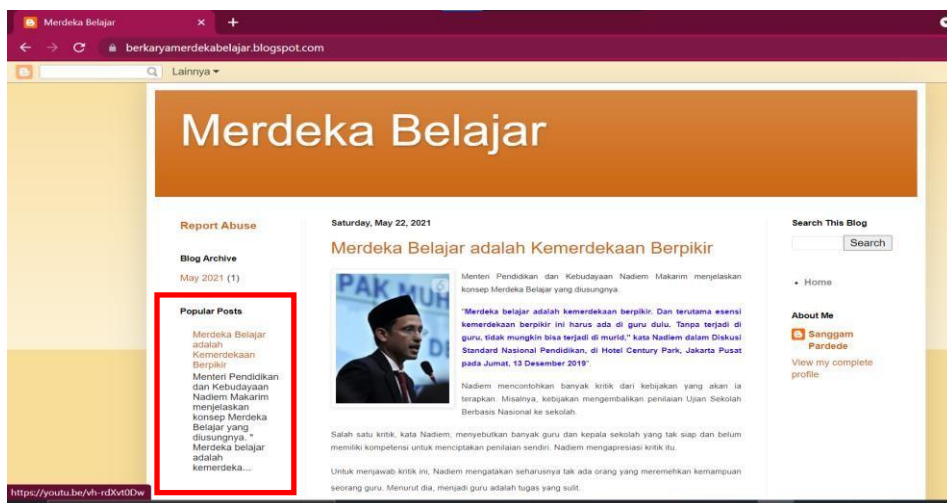 Merdeka Belajar
berkaryamerdekabelajar.blogspot.com
Lainnya
Merdeka Belajar
Report Abuse
Blog Archive
May 2021 (1)
Popular Posts
Merdeka Belajar
adalah
Kemerdekaan
Berpikir
Menteri Pendidikan
dan Kebudayaan
Nadiem Makarim
menjelaskan
konsep Merdeka
Belajar yang
diusungnya. "
Merdeka belajar
adalah
kemerdeka...
Saturday, May 22, 2021
Merdeka Belajar adalah Kemerdekaan Berpikir
PAK MUH
Menteri Pendidikan dan Kebudayaan Nadiem Makarim menjelaskan
konsep Merdeka Belajar yang diusungnya.
"Merdeka belajar adalah kemerdekaan berpikir. Dan terutama esensi
kemerdekaan berpikir ini harus ada di guru dulu. Tanpa terjadi di
guru, tidak mungkin bisa terjadi di murid," kata Nadiem dalam Diskusi
Standard Nasional Pendidikan, di Hotel Century Park, Jakarta Pusat
pada Jumat, 13 Desember 2019".
Nadiem mencontohkan banyak kritik dari kebijakan yang akan ia
terapkan. Misalnya, kebijakan mengembalikan penilaian Ujian Sekolah
Berbasis Nasional ke sekolah.
Salah satu kritik, kata Nadiem, menyebutkan banyak guru dan kepala sekolah yang tak siap dan belum
memiliki kompetensi untuk menciptakan penilaian sendiri. Nadiem mengapresiasi kritik itu.
Untuk menjawab kritik ini, Nadiem mengatakan seharusnya tak ada orang yang meremehkan kemampuan
seorang guru. Menurut dia, menjadi guru adalah tugas yang sulit.
Search This Blog
Search
Home
About Me
Sanggam
Pardede
View my complete
profile
https://youtu.be/vh-rdXvt0Dw